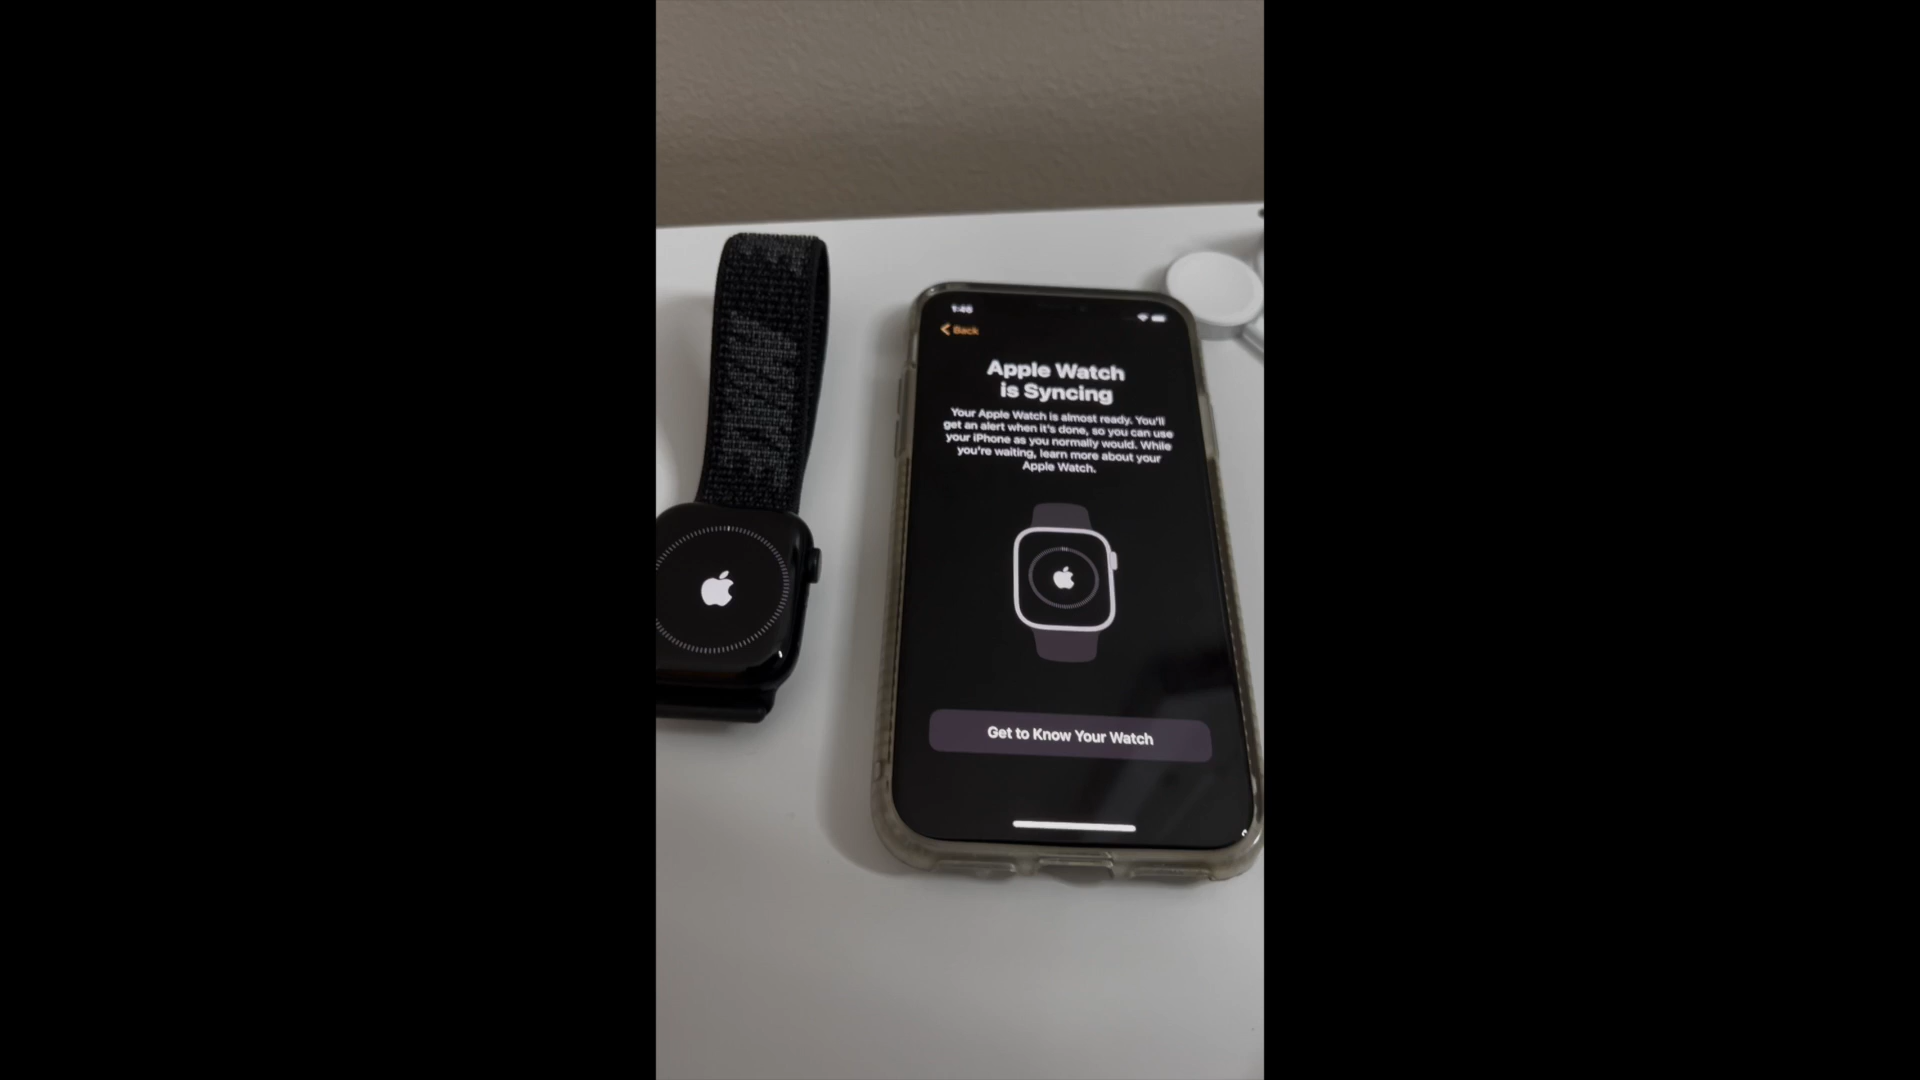 1:46
Back
Apple Watch
is Syncing
Your Apple Watch is almost ready. You'll
get an alert when it's done, so you can use
your iPhone as you normally would. While
you're waiting, learn more about your
Apple Watch.
Get to Know Your Watch